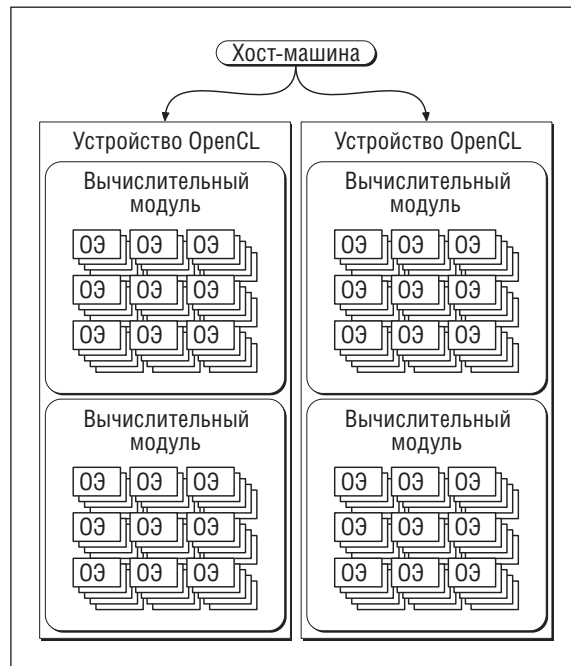 Хост-машина
Устройство OpenCL
Вычислительный
модуль
ОЭ ОЭ ОЭ
ОЭ ОЭ ОЭ
ОЭ ОЭ ОЭ
Вычислительный
модуль
ОЭ ОЭ ОЭ
ОЭ ОЭ ОЭ
ОЭ ОЭ ОЭ
Устройство OpenCL
Вычислительный
модуль
ОЭ ОЭ ОЭ
ОЭ ОЭ ОЭ
ОЭ ОЭ ОЭ
Вычислительный
модуль
ОЭ ОЭ ОЭ
ОЭ ОЭ ОЭ
ОЭ ОЭ ОЭ